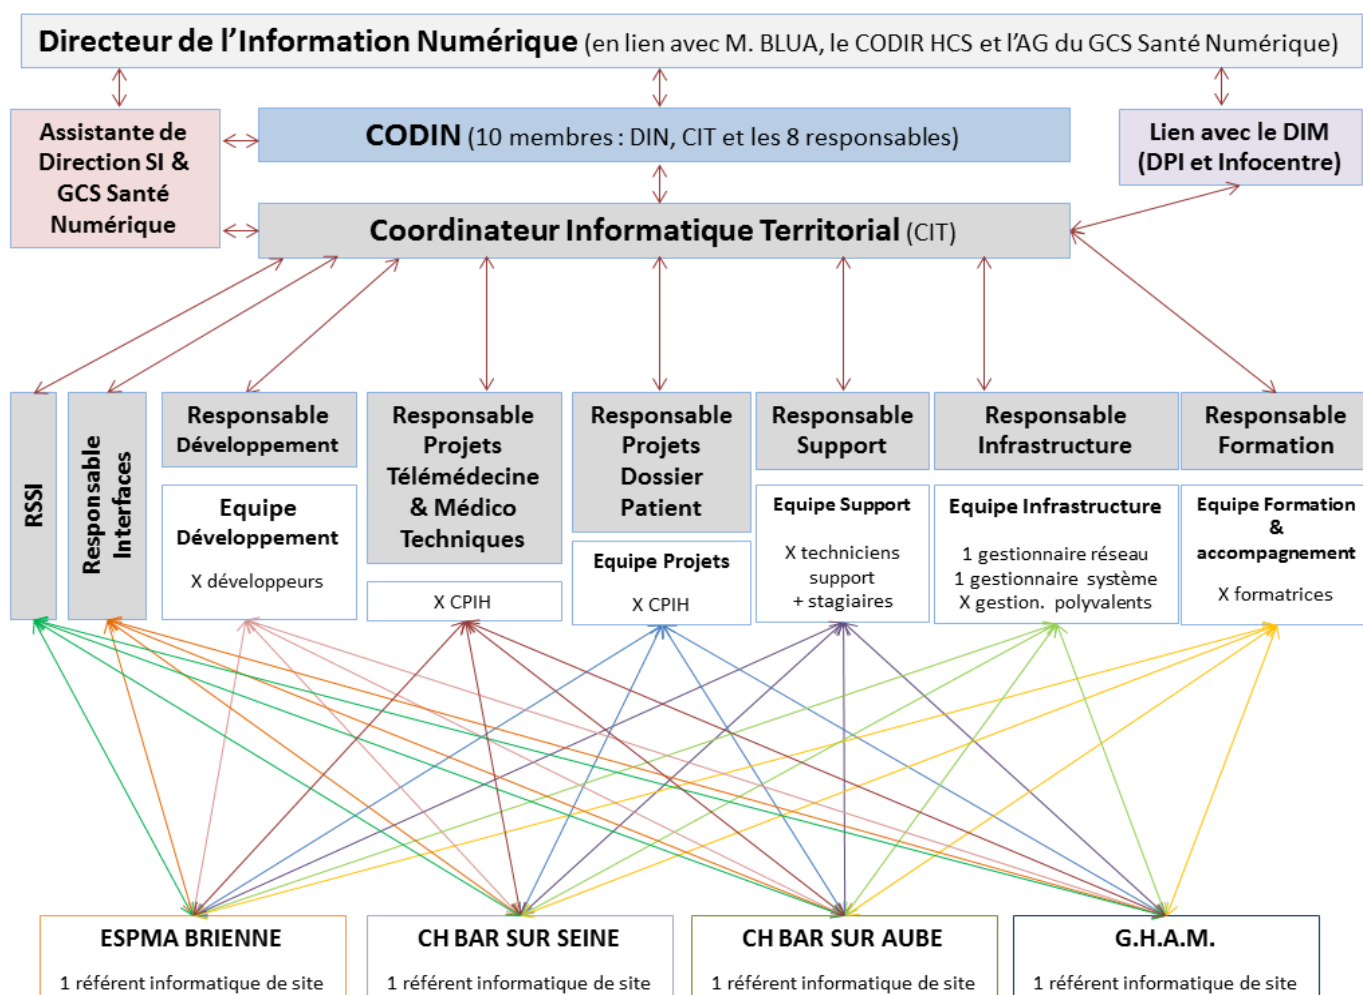 Directeur de l'Information Numérique (en lien avec M. BLUA, le CODIR HCS et l'AG du GCS Santé Numérique)
Assistante de
Direction SI &
GCS Santé
Numérique
CODIN (10 membres : DIN, CIT et les 8 responsables)
Lien avec le DIM
(DPI et Infocentre)
Coordinateur Informatique Territorial (CIT)
RSSI
Responsable
Interfaces
Responsable
Développement
Equipe
Développement
X développeurs
Responsable
Projets
Télémédecine
& Médico
Techniques
X CPIH
Responsable
Projets
Dossier
Patient
Equipe Projets
X CPIH
Responsable
Support
Equipe Support
X techniciens
support
+ stagiaires
Responsable
Infrastructure
Equipe Infrastructure
1 gestionnaire réseau
1 gestionnaire système
X gestion. polyvalents
Responsable
Formation
Equipe Formation
&
accompagnement
X formatrices
ESPMA BRIENNE
1 référent informatique de site
CH BAR SUR SEINE
1 référent informatique de site
CH BAR SUR AUBE
1 référent informatique de site
G.H.A.M.
1 référent informatique de site